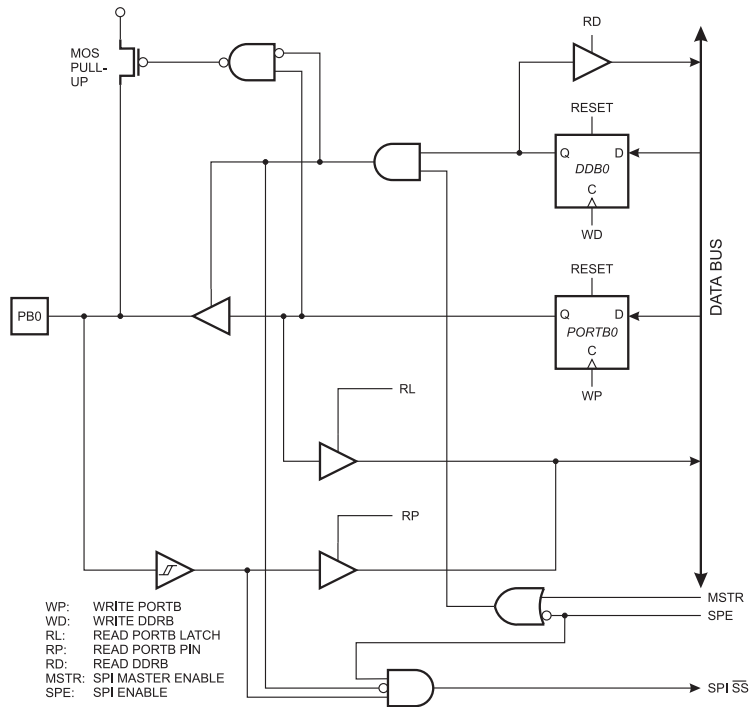 RD
MOS
PULL-
UP
RESET
Q
D
DDB0
C
WD
RESET
DATA BUS
PB0
Q
D
PORTB0
C
WP
RL
RP
WP: WRITE PORTB
WD: WRITE DDRB
RL: READ PORTB LATCH
RP: READ PORTB PIN
RD: READ DDRB
MSTR: SPI MASTER ENABLE
SPE: SPI ENABLE
MSTR
SPE
SPI S̅S̅